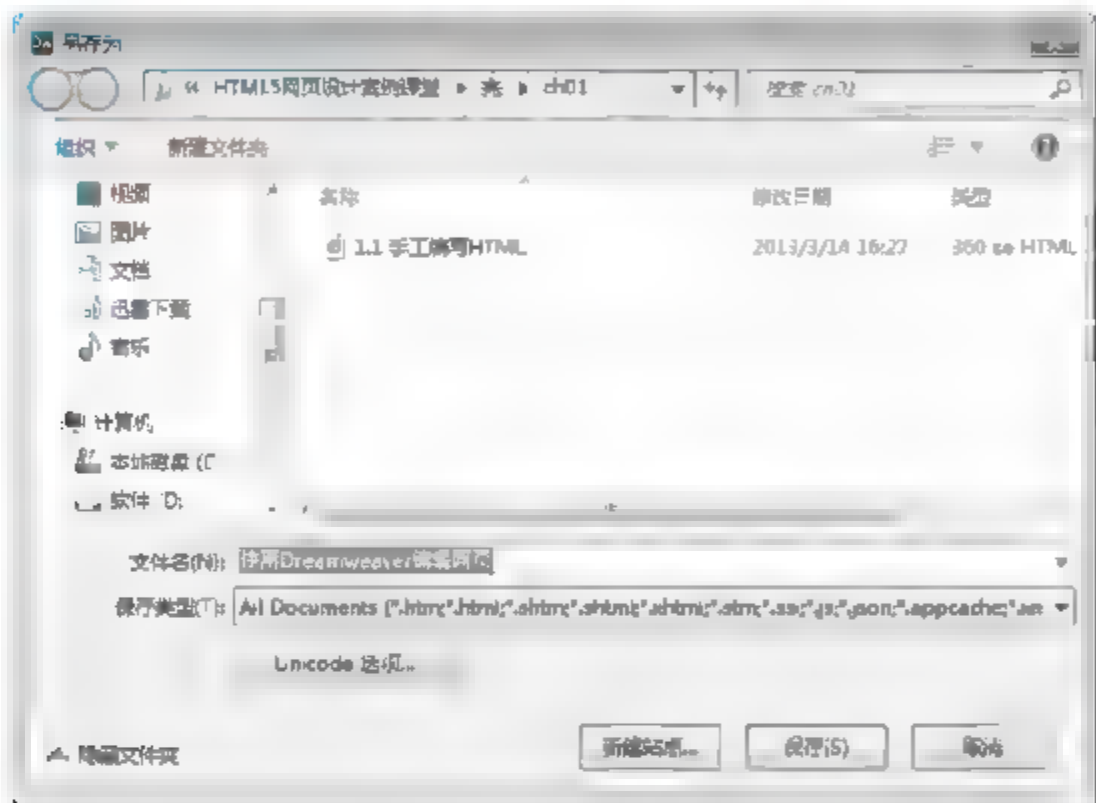 另存为
« HTML5网页设计案例课堂 ▸ 亮 ▸ ch01
搜索 ch01
组织 新建文件夹
名称 修改日期 类型
视频
图片
1.1 手工编写HTML 2013/3/14 16:27 360 se HTML
文档
迅雷下载
音乐
计算机
本地磁盘 (C
软件 (D:
文件名(N): 使用Dreamweaver编辑网页
保存类型(T): All Documents (*.htm;*.html;*.shtm;*.shtml;*.xhtml;*.stm;*.ssi;*.js;*.json;*.appcache;*.xm
Unicode 选项...
隐藏文件夹 新建站点... 保存(S) 取消